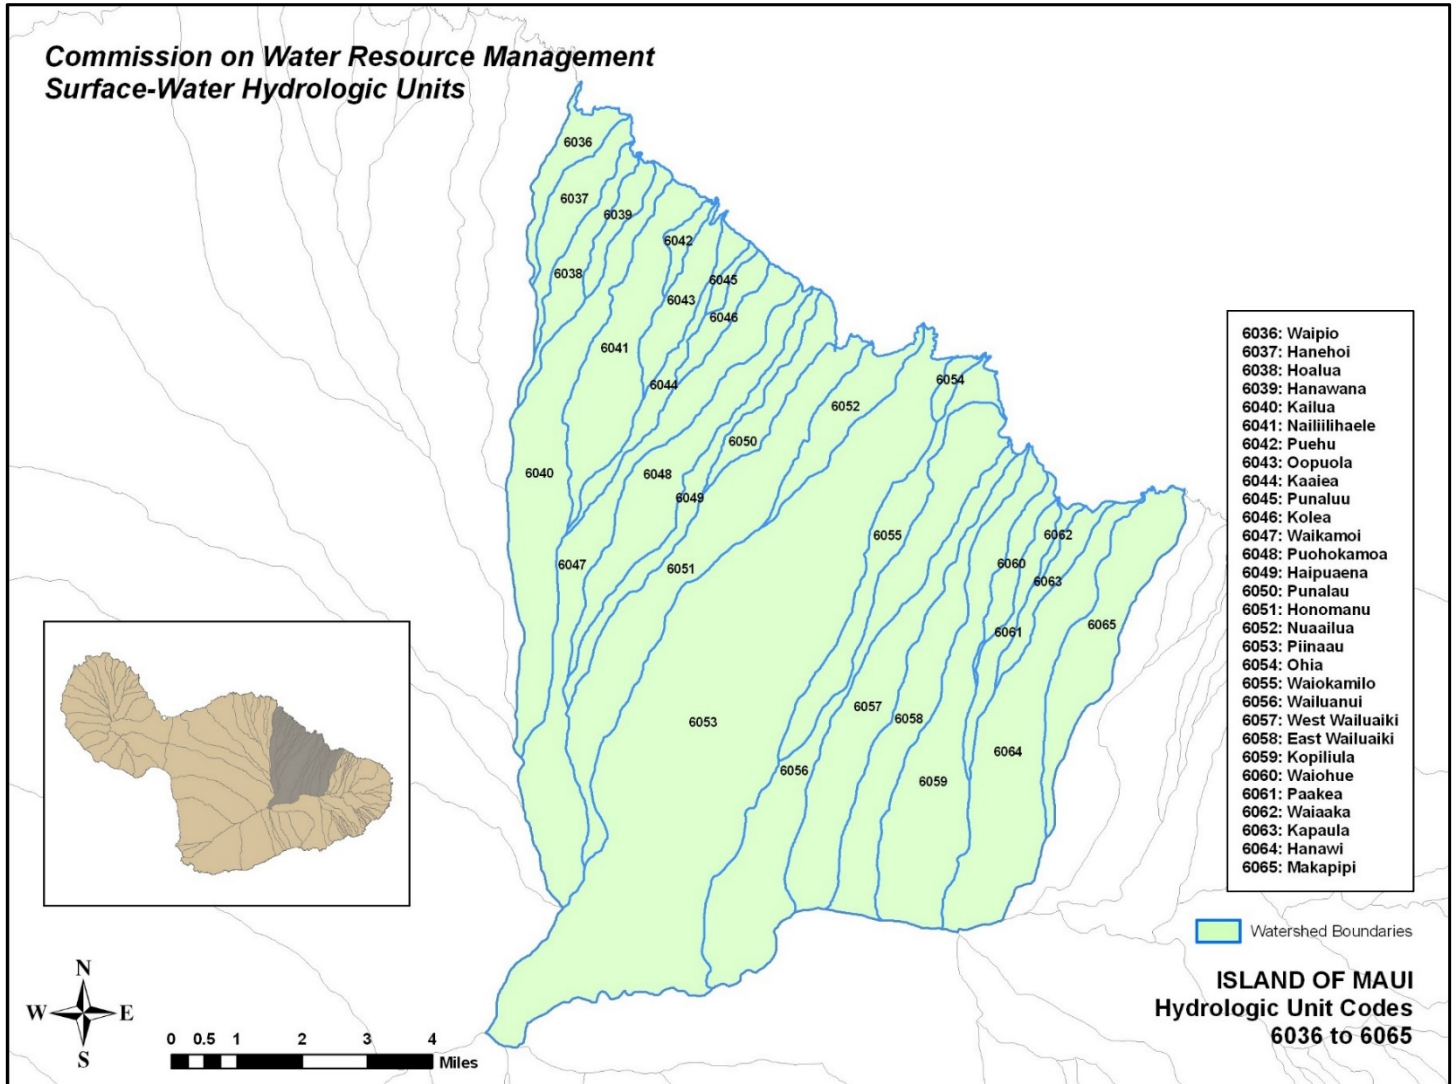 Commission on Water Resource Management
Surface-Water Hydrologic Units
6036
6037
6039
6042
6038
6045
6043
6046
6041
6044
6054
6052
6050
6040
6048
6049
6055
6062
6047
6051
6060
6063
6061
6065
6057
6058
6053
6064
6056
6059
6036: Waipio
6037: Hanehoi
6038: Hoalua
6039: Hanawana
6040: Kailua
6041: Nailiilihaele
6042: Puehu
6043: Oopuola
6044: Kaaiea
6045: Punaluu
6046: Kolea
6047: Waikamoi
6048: Puohokamoa
6049: Haipuaena
6050: Punalau
6051: Honomanu
6052: Nuaailua
6053: Piinaau
6054: Ohia
6055: Waiokamilo
6056: Wailuanui
6057: West Wailuaiki
6058: East Wailuaiki
6059: Kopiliula
6060: Waiohue
6061: Paakea
6062: Waiaaka
6063: Kapaula
6064: Hanawi
6065: Makapipi
Watershed Boundaries
ISLAND OF MAUI
Hydrologic Unit Codes
6036 to 6065
N
W E
S
0 0.5 1 2 3 4
Miles